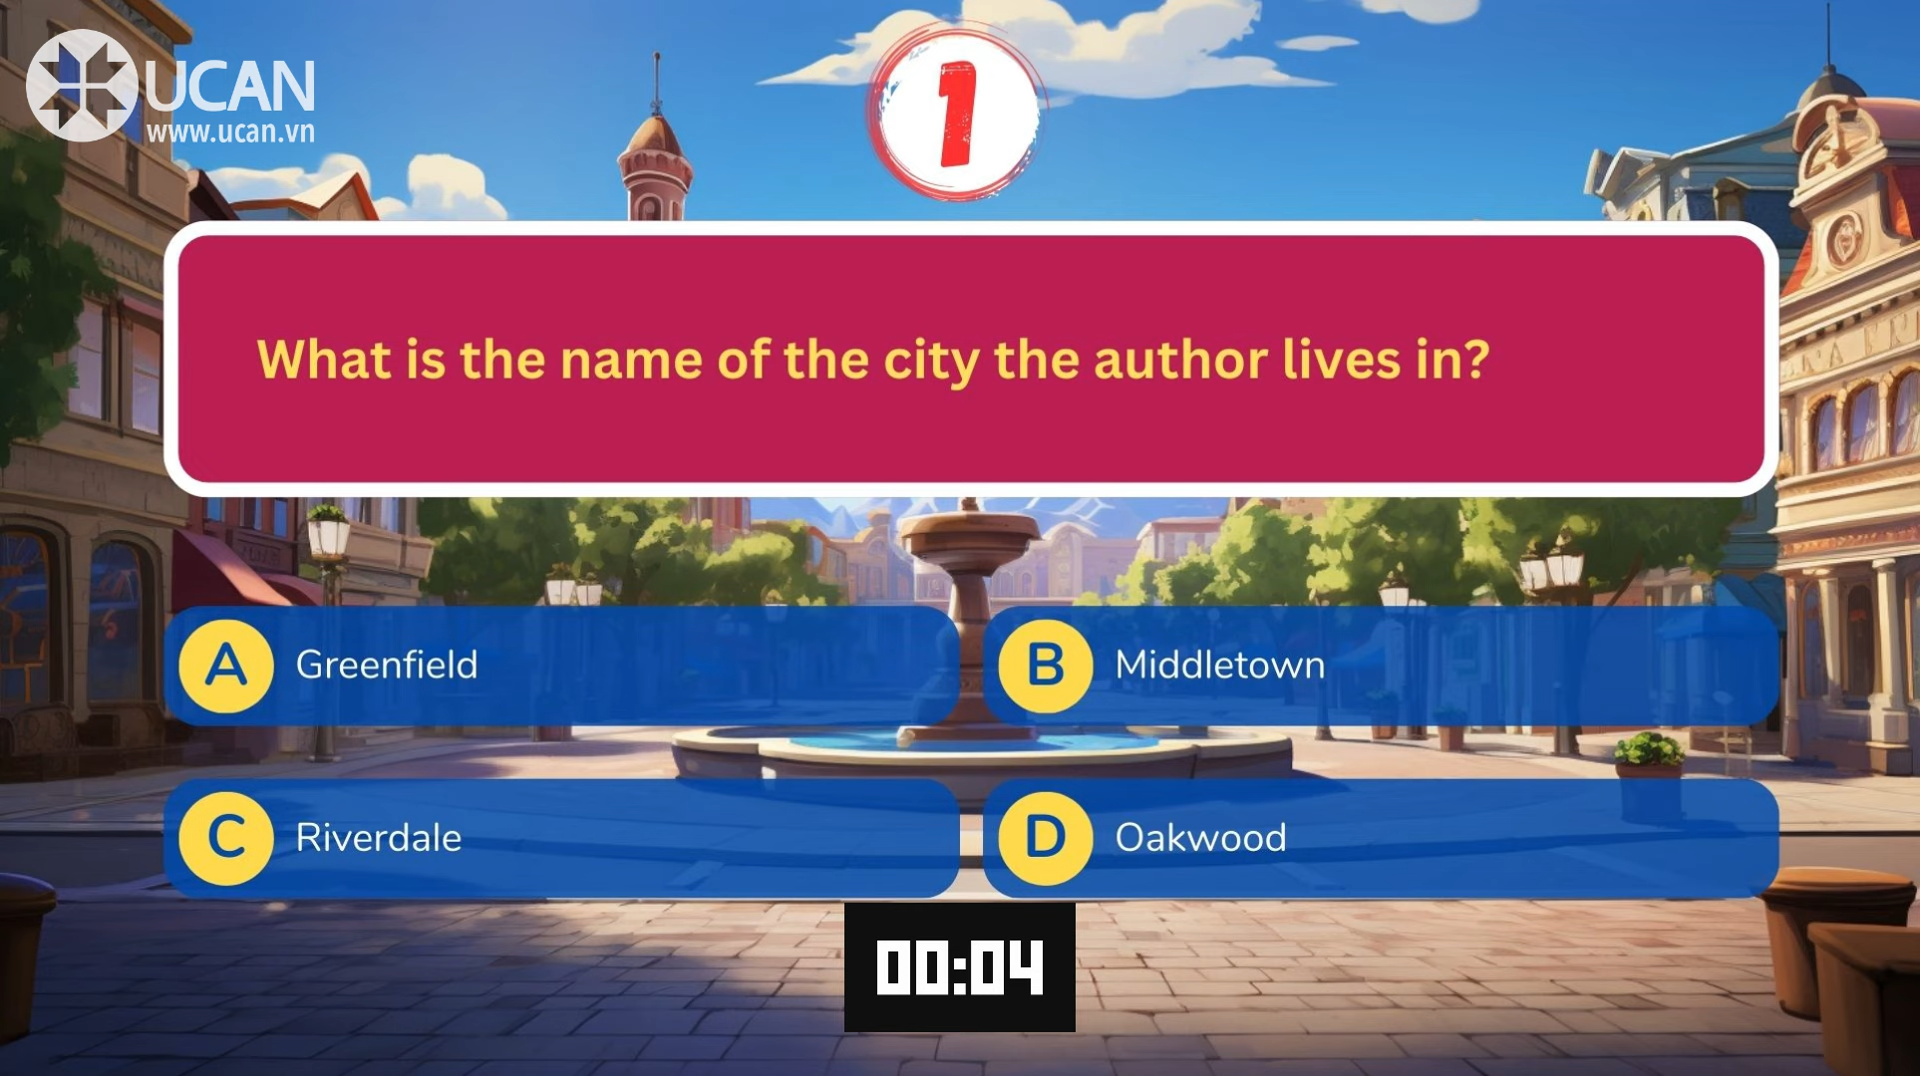 UCAN
www.ucan.vn
1
What is the name of the city the author lives in?
A Greenfield
B Middletown
C Riverdale
D Oakwood
00:04